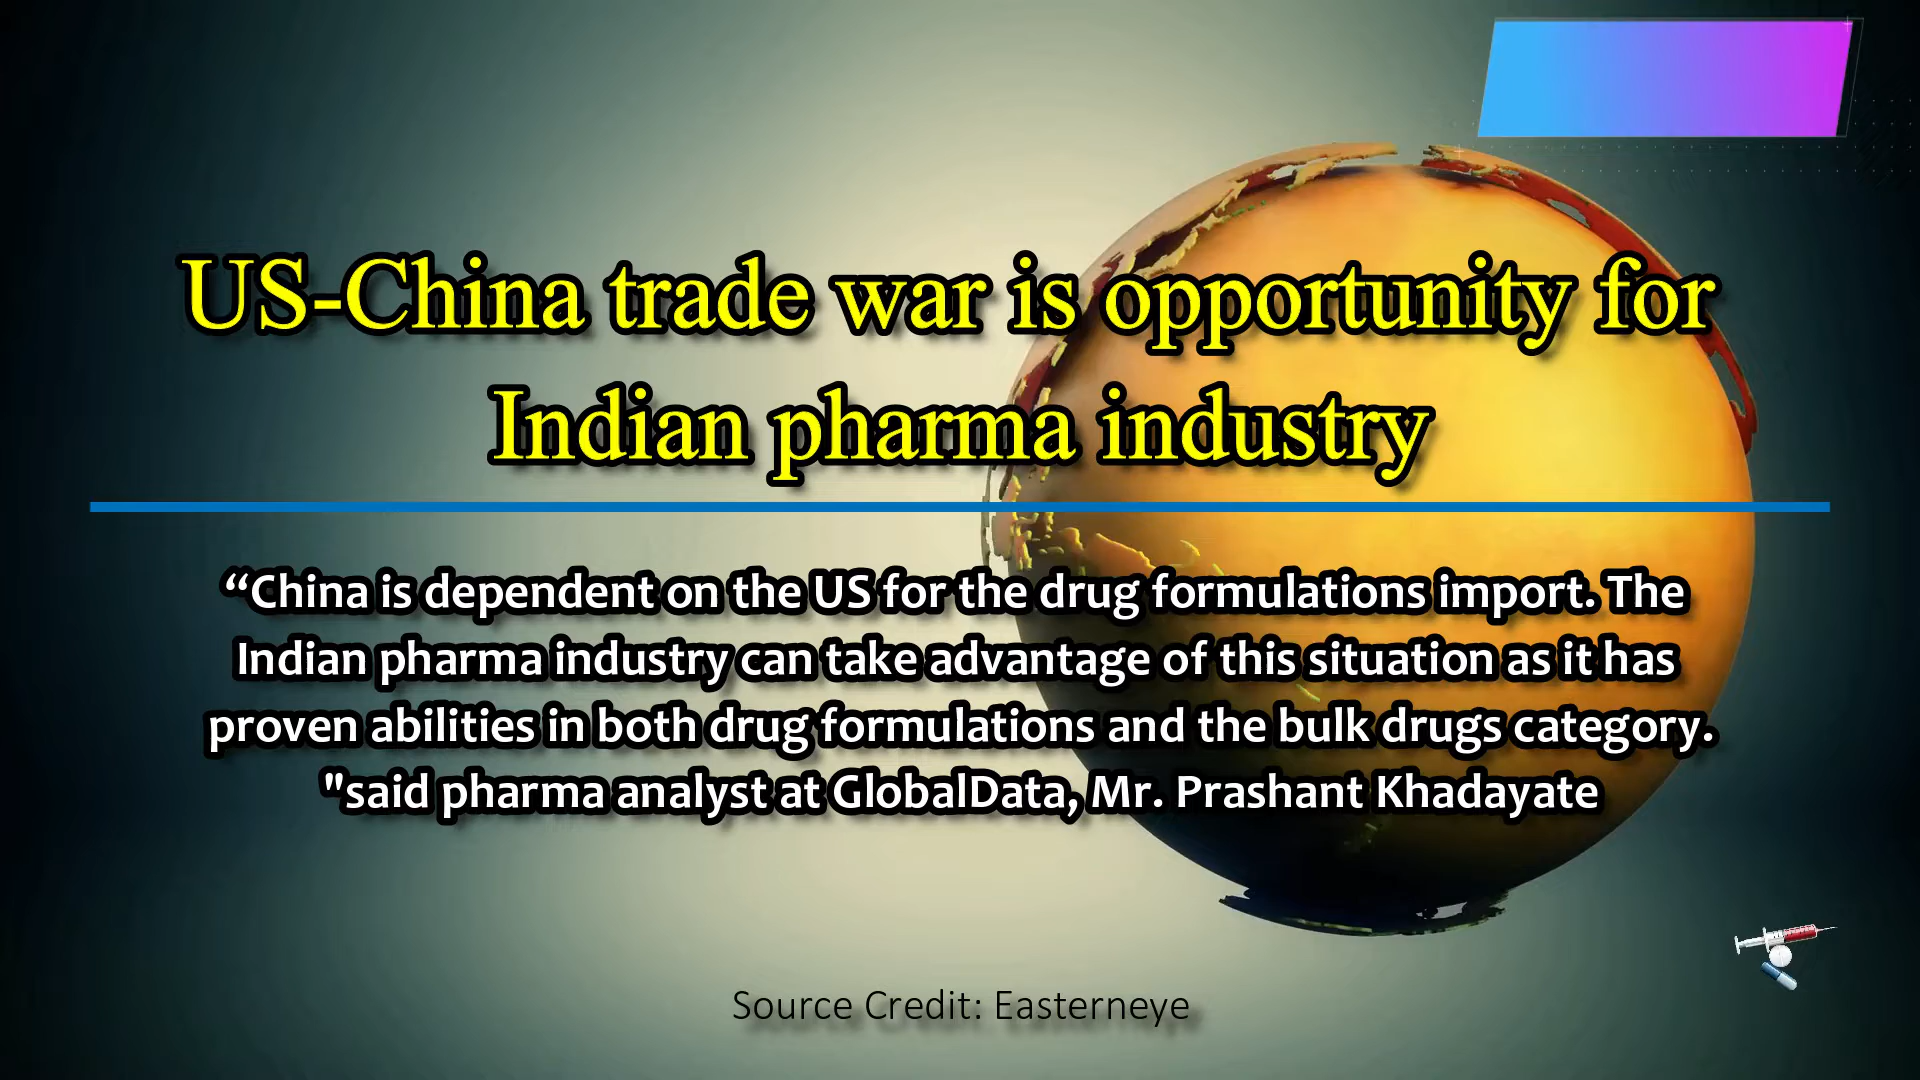 US-China trade war is opportunity for
Indian pharma industry
“China is dependent on the US for the drug formulations import. The
Indian pharma industry can take advantage of this situation as it has
proven abilities in both drug formulations and the bulk drugs category.
"said pharma analyst at GlobalData, Mr. Prashant Khadayate
Source Credit: Easterneye